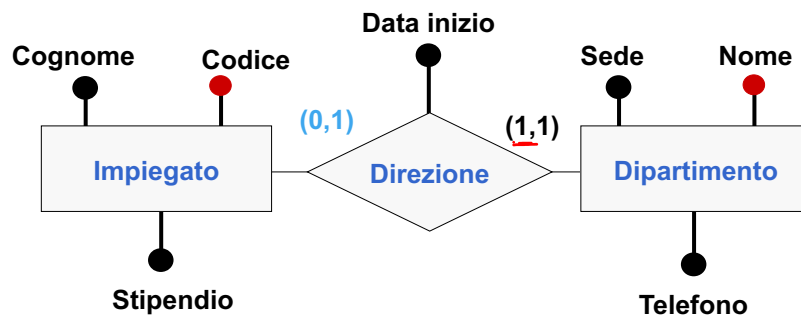 Data inizio
Cognome
Codice
Sede
Nome
(0,1)
(1,1)
Impiegato
Direzione
Dipartimento
Stipendio
Telefono